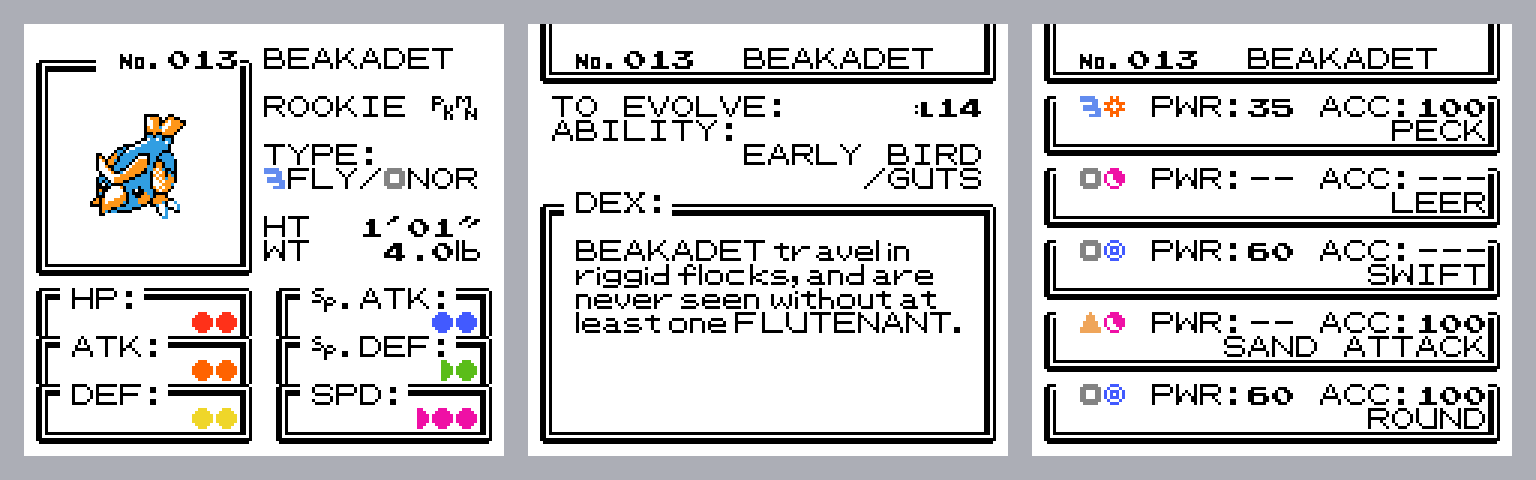 No.013 BEAKADET
ROOKIE PKMN
TYPE:
FLY/NOR
HT 1'01"
WT 4.0lb
HP:
Sp.ATK:
ATK:
Sp.DEF:
DEF:
SPD:
No.013 BEAKADET
TO EVOLVE: :L14
ABILITY:
EARLY BIRD
/GUTS
DEX:
BEAKADET travel in
riggid flocks, and are
never seen without at
least one FLUTENANT.
No.013 BEAKADET
PWR:35 ACC:100
PECK
PWR:-- ACC:---
LEER
PWR:60 ACC:---
SWIFT
PWR:-- ACC:100
SAND ATTACK
PWR:60 ACC:100
ROUND